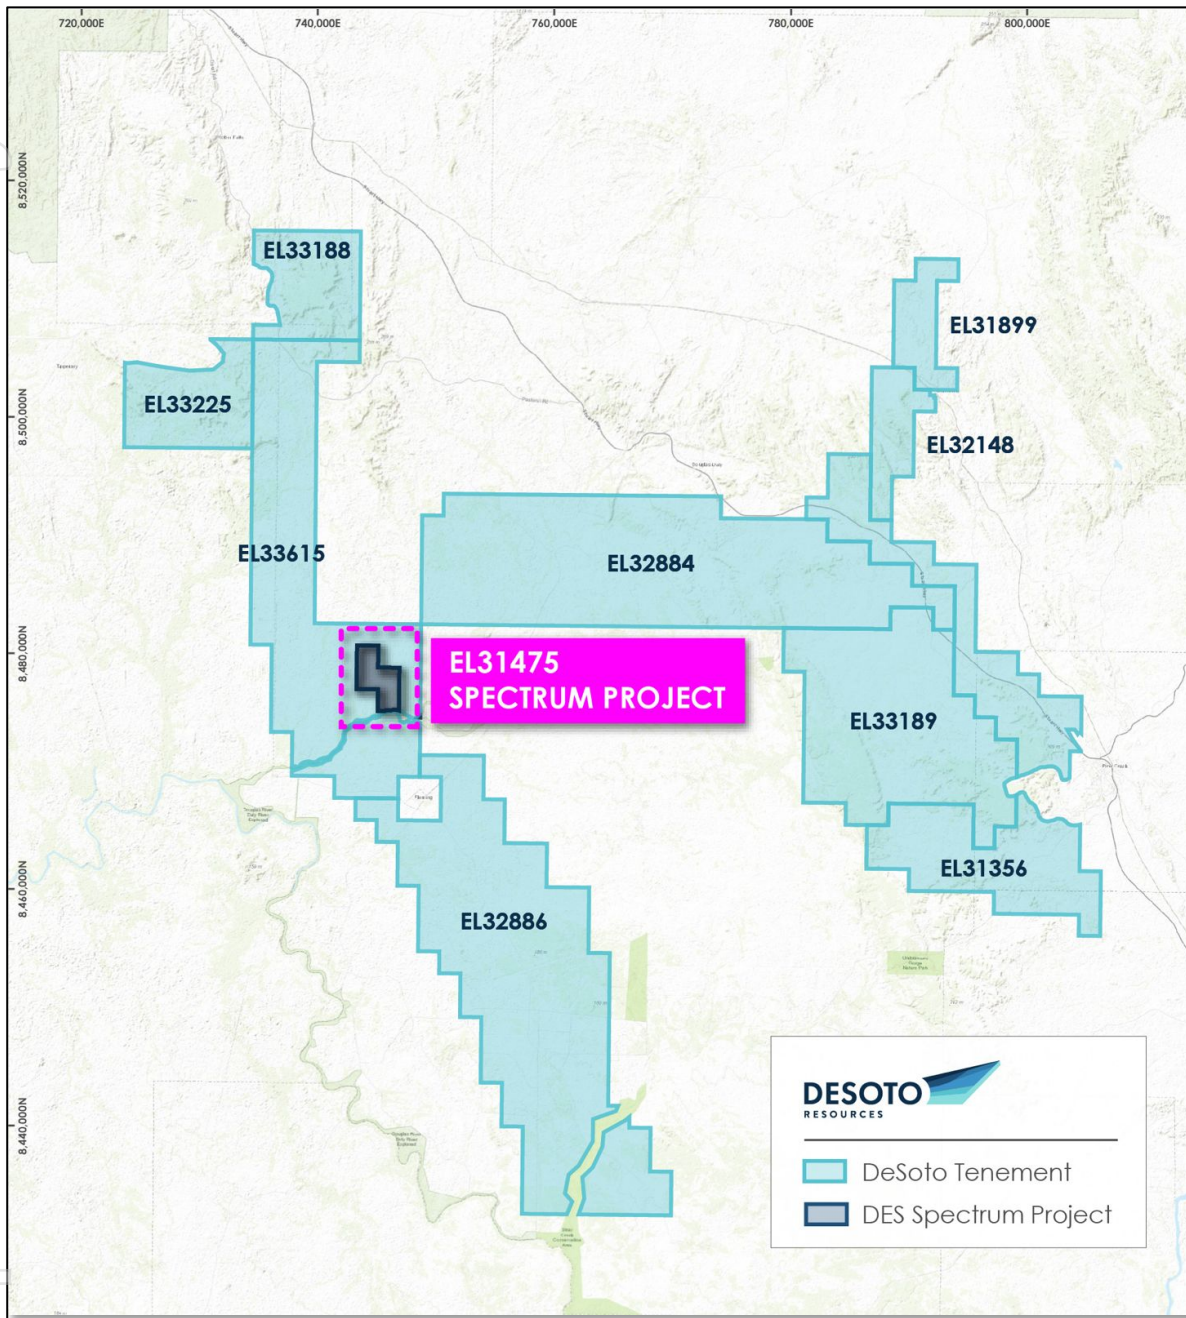 720,000E
740,000E
760,000E
780,000E
800,000E
8,520,000N
8,500,000N
8,480,000N
8,460,000N
8,440,000N
EL33188
EL31899
EL33225
EL32148
EL33615
EL32884
EL31475
SPECTRUM PROJECT
EL33189
EL31356
EL32886
DESOTO
RESOURCES
DeSoto Tenement
DES Spectrum Project